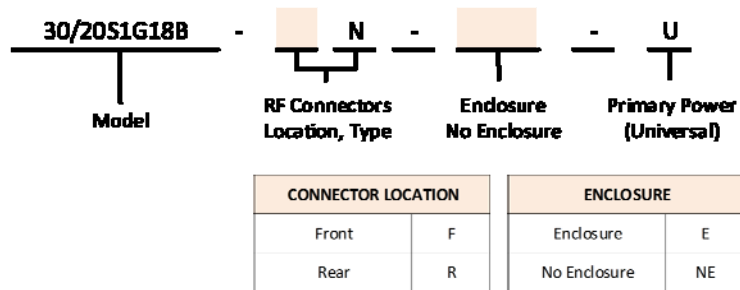 30/20S1G18B - N - - U
Model
RF Connectors
Location, Type
Enclosure
No Enclosure
Primary Power
(Universal)
CONNECTOR LOCATION
Front F
Rear R
ENCLOSURE
Enclosure E
No Enclosure NE